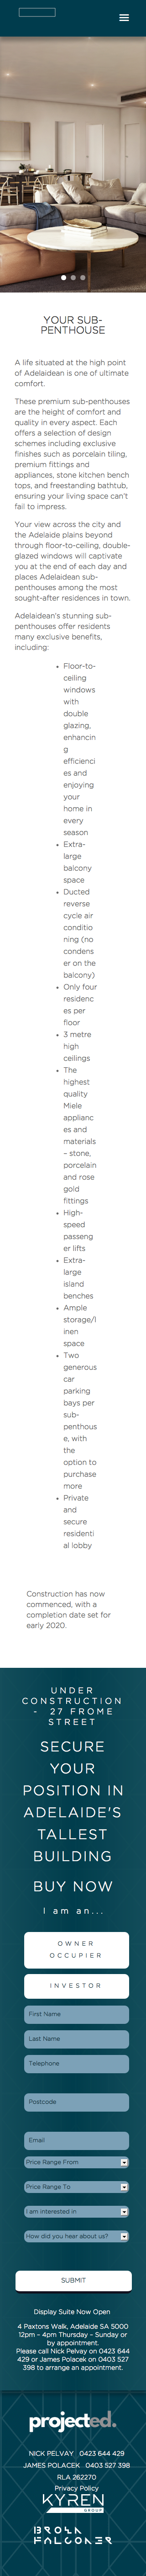 YOUR SUB-
PENTHOUSE
A life situated at the high point
of Adelaidean is one of ultimate
comfort.
These premium sub-penthouses
are the height of comfort and
quality in every aspect. Each
offers a selection of design
schemes including exclusive
finishes such as porcelain tiling,
premium fittings and
appliances, stone kitchen bench
tops, and freestanding bathtub,
ensuring your living space can't
fail to impress.
Your view across the city and
the Adelaide plains beyond
through floor-to-ceiling, double-
glazed windows will captivate
you at the end of each day and
places Adelaidean sub-
penthouses among the most
sought-after residences in town.
Adelaidean's stunning sub-
penthouses offer residents
many exclusive benefits,
including:
• Floor-to-
ceiling
windows
with
double
glazing,
enhancin
g
efficienci
es and
enjoying
your
home in
every
season
• Extra-
large
balcony
space
• Ducted
reverse
cycle air
conditio
ning (no
condens
er on the
balcony)
• Only four
residenc
es per
floor
• 3 metre
high
ceilings
• The
highest
quality
Miele
applianc
es and
materials
– stone,
porcelain
and rose
gold
fittings
• High-
speed
passeng
er lifts
• Extra-
large
island
benches
• Ample
storage/l
inen
space
• Two
generous
car
parking
bays per
sub-
penthous
e, with
the
option to
purchase
more
• Private
and
secure
residenti
al lobby
Construction has now
commenced, with a
completion date set for
early 2020.
UNDER
CONSTRUCTION
- 27 FROME
STREET
SECURE
YOUR
POSITION IN
ADELAIDE'S
TALLEST
BUILDING
BUY NOW
I am an...
OWNER
OCCUPIER
INVESTOR
First Name
Last Name
Telephone
Postcode
Email
Price Range From
Price Range To
I am interested in
How did you hear about us?
SUBMIT
Display Suite Now Open
4 Paxtons Walk, Adelaide SA 5000
12pm – 4pm Thursday – Sunday or
by appointment.
Please call Nick Pelvay on 0423 644
429 or James Polacek on 0403 527
398 to arrange an appointment.
projected.
NICK PELVAY 0423 644 429
JAMES POLACEK 0403 527 398
RLA 262270
Privacy Policy
KYREN
GROUP
BROCK
FALCONER